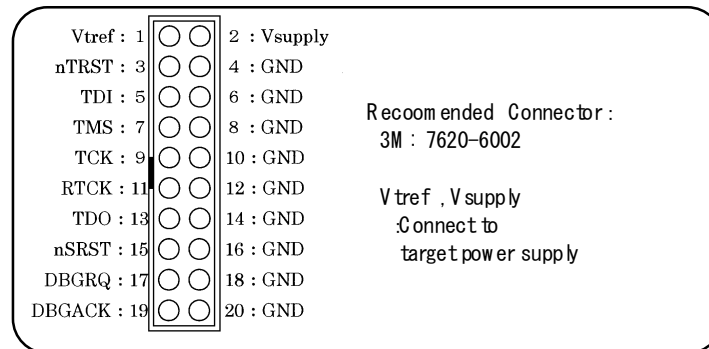 Vtref : 1 2 : Vsupply
nTRST : 3 4 : GND
TDI : 5 6 : GND
TMS : 7 8 : GND
TCK : 9 10 : GND
RTCK : 11 12 : GND
TDO : 13 14 : GND
nSRST : 15 16 : GND
DBGRQ : 17 18 : GND
DBGACK : 19 20 : GND
Recoomended Connector:
3M : 7620-6002
Vtref ,Vsupply
:Connect to
target power supply